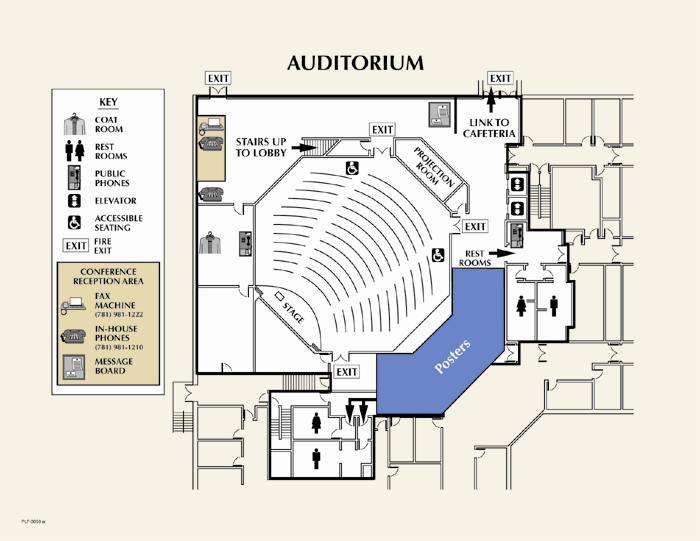 AUDITORIUM
EXIT
EXIT
KEY
COAT
ROOM
REST
ROOMS
PUBLIC
PHONES
ELEVATOR
ACCESSIBLE
SEATING
EXIT
FIRE
EXIT
CONFERENCE
RECEPTION AREA
FAX
MACHINE
(781) 981-1222
IN-HOUSE
PHONES
(781) 981-1210
MESSAGE
BOARD
STAIRS UP
TO LOBBY
EXIT
LINK TO
CAFETERIA
PROJECTION
ROOM
EXIT
REST
ROOMS
STAGE
EXIT
Posters